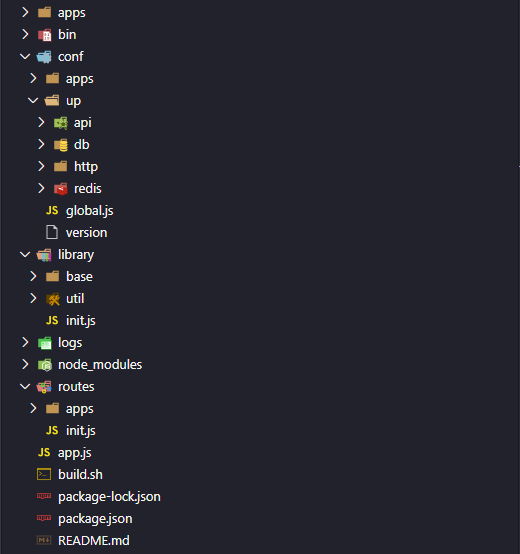 apps
bin
conf
apps
up
api
db
http
redis
JS global.js
version
library
base
util
JS init.js
logs
node_modules
routes
apps
JS init.js
JS app.js
build.sh
package-lock.json
package.json
README.md